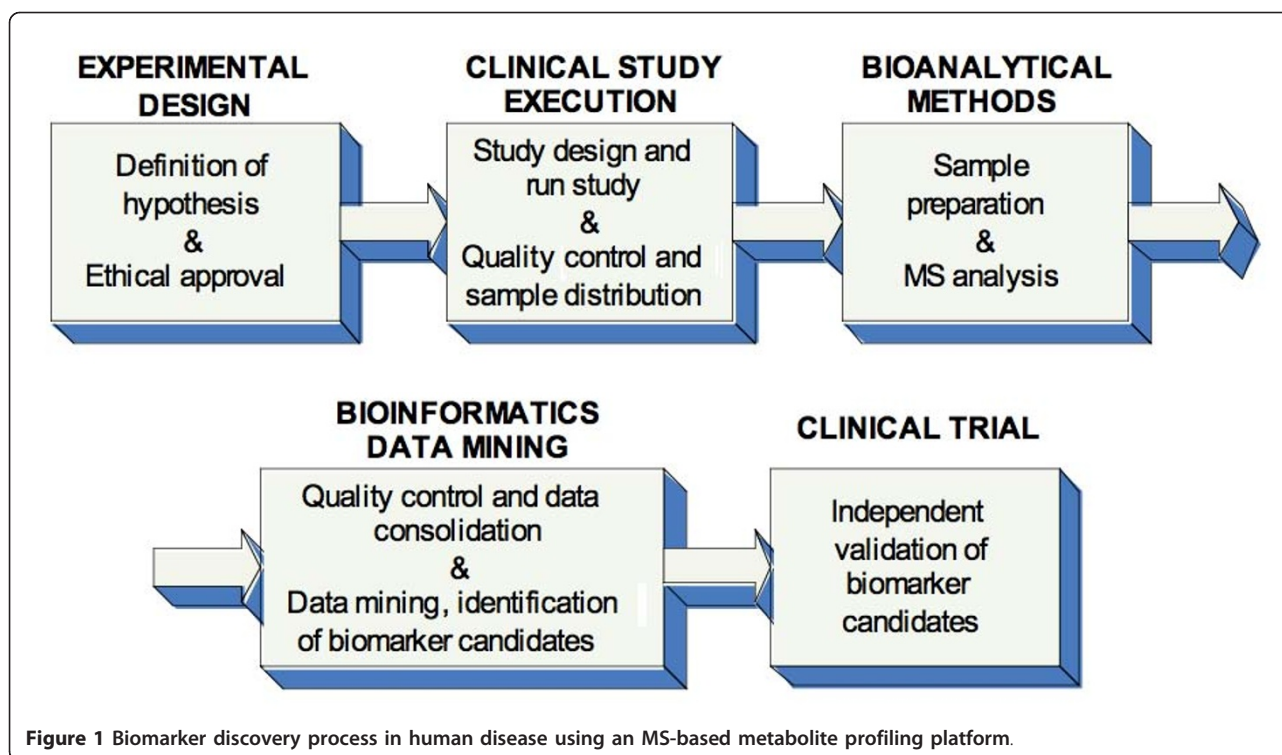 EXPERIMENTAL
DESIGN
Definition of
hypothesis
&
Ethical approval
CLINICAL STUDY
EXECUTION
Study design and
run study
&
Quality control and
sample distribution
BIOANALYTICAL
METHODS
Sample
preparation
&
MS analysis
BIOINFORMATICS
DATA MINING
Quality control and data
consolidation
&
Data mining, identification
of biomarker candidates
CLINICAL TRIAL
Independent
validation of
biomarker
candidates
Figure 1 Biomarker discovery process in human disease using an MS-based metabolite profiling platform.